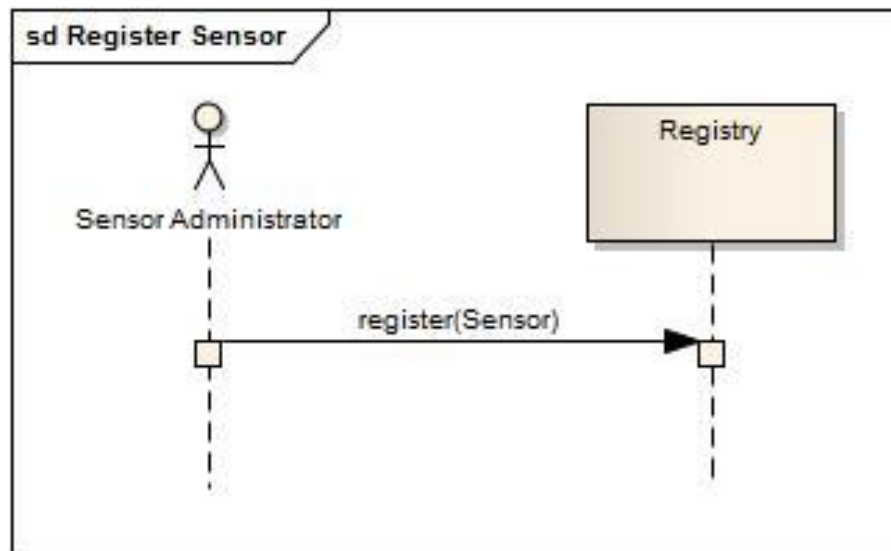 sd Register Sensor
Registry
Sensor Administrator
register(Sensor)